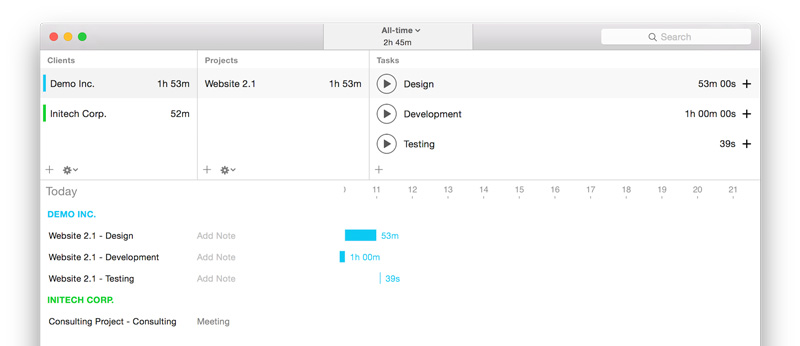 All-time
2h 45m
Search
Clients
Projects
Tasks
Demo Inc. 1h 53m
Website 2.1 1h 53m
Design 53m 00s
Initech Corp. 52m
Development 1h 00m 00s
Testing 39s
Today
11 12 13 14 15 16 17 18 19 20 21
DEMO INC.
Website 2.1 - Design Add Note 53m
Website 2.1 - Development Add Note 1h 00m
Website 2.1 - Testing Add Note 39s
INITECH CORP.
Consulting Project - Consulting Meeting